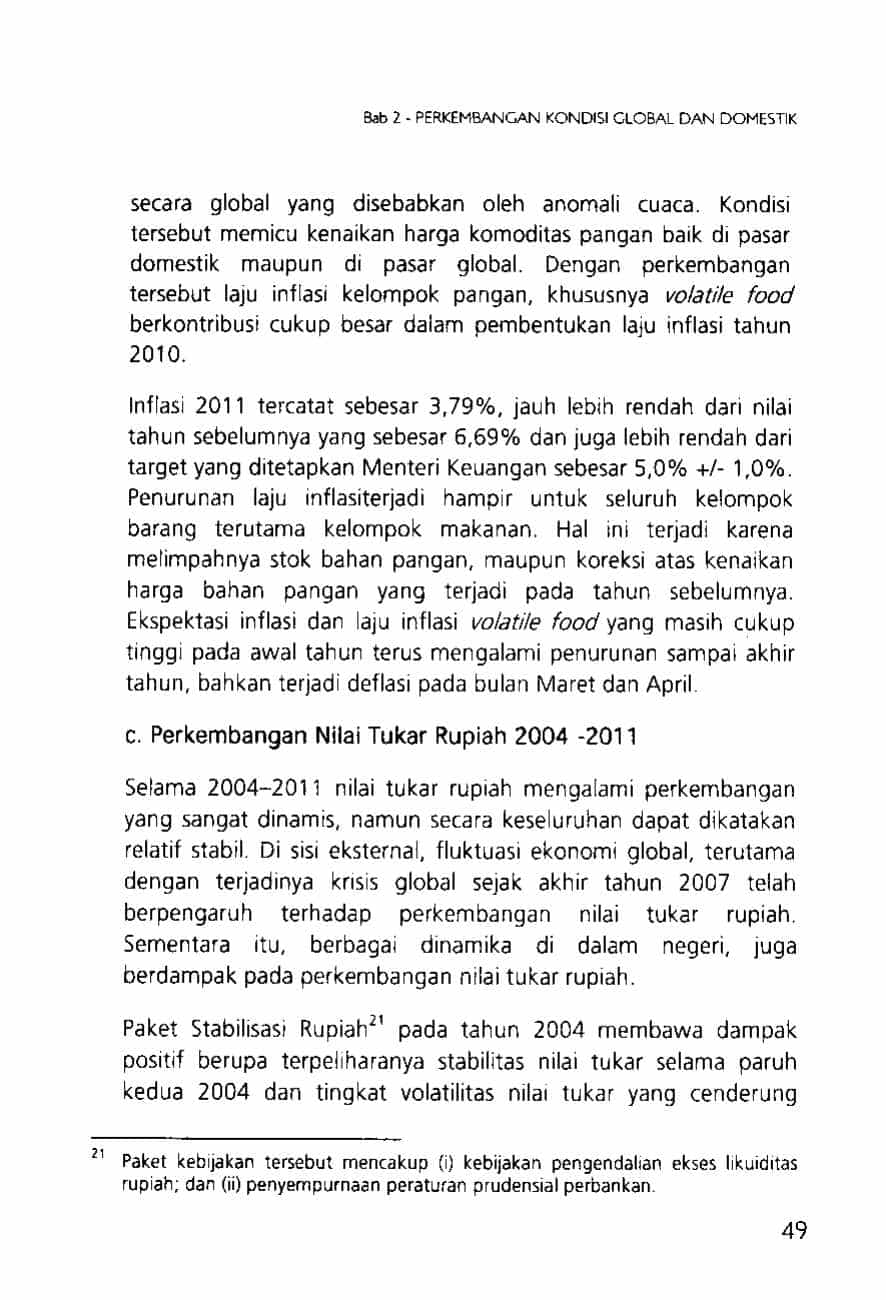 Bab 2 - PERKEMBANGAN KONDISI GLOBAL DAN DOMESTIK
secara global yang disebabkan oleh anomali cuaca. Kondisi
tersebut memicu kenaikan harga komoditas pangan baik di pasar
domestik maupun di pasar global. Dengan perkembangan
tersebut laju inflasi kelompok pangan, khususnya volatile food
berkontribusi cukup besar dalam pembentukan laju inflasi tahun
2010.
Inflasi 2011 tercatat sebesar 3,79%, jauh lebih rendah dari nilai
tahun sebelumnya yang sebesar 6,69% dan juga lebih rendah dari
target yang ditetapkan Menteri Keuangan sebesar 5,0% +/- 1,0%.
Penurunan laju inflasiterjadi hampir untuk seluruh kelompok
barang terutama kelompok makanan. Hal ini terjadi karena
melimpahnya stok bahan pangan, maupun koreksi atas kenaikan
harga bahan pangan yang terjadi pada tahun sebelumnya.
Ekspektasi inflasi dan laju inflasi volatile food yang masih cukup
tinggi pada awal tahun terus mengalami penurunan sampai akhir
tahun, bahkan terjadi deflasi pada bulan Maret dan April.
c. Perkembangan Nilai Tukar Rupiah 2004 -2011
Selama 2004–2011 nilai tukar rupiah mengalami perkembangan
yang sangat dinamis, namun secara keseluruhan dapat dikatakan
relatif stabil. Di sisi eksternal, fluktuasi ekonomi global, terutama
dengan terjadinya krisis global sejak akhir tahun 2007 telah
berpengaruh terhadap perkembangan nilai tukar rupiah.
Sementara itu, berbagai dinamika di dalam negeri, juga
berdampak pada perkembangan nilai tukar rupiah.
Paket Stabilisasi Rupiah21 pada tahun 2004 membawa dampak
positif berupa terpeliharanya stabilitas nilai tukar selama paruh
kedua 2004 dan tingkat volatilitas nilai tukar yang cenderung
21 Paket kebijakan tersebut mencakup (i) kebijakan pengendalian ekses likuiditas
rupiah; dan (ii) penyempurnaan peraturan prudensial perbankan.
49